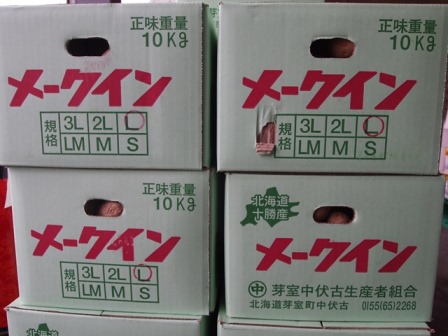 正味重量
10Kg
メークイン
規格 3L 2L L
LM M S
正味重量
10Kg
メークイン
規格 3L 2L L
LM M S
正味重量
10Kg
メークイン
規格 3L 2L L
LM M S
北海道
十勝産
メークイン
中 芽室中伏古生産者組合
北海道芽室町中伏古 0155(65)2268